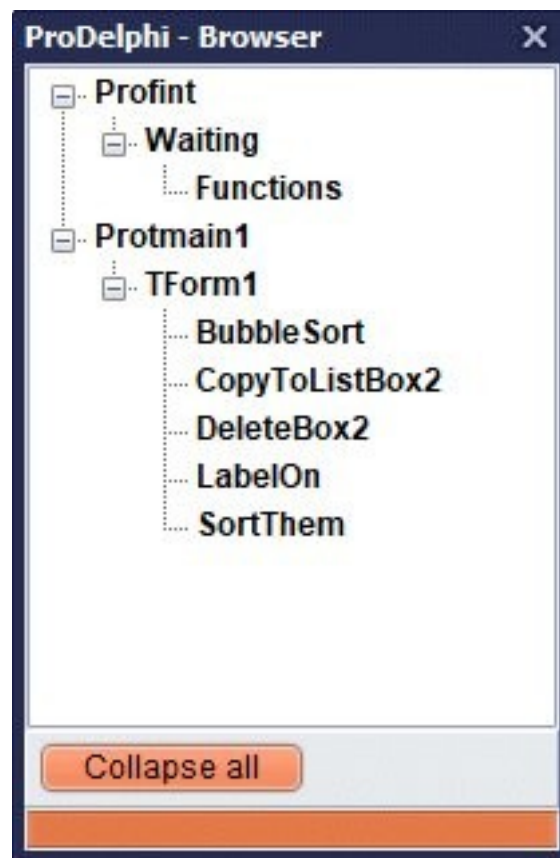 ProDelphi - Browser
Profint
Waiting
Functions
Protmain1
TForm1
BubbleSort
CopyToListBox2
DeleteBox2
LabelOn
SortThem
Collapse all